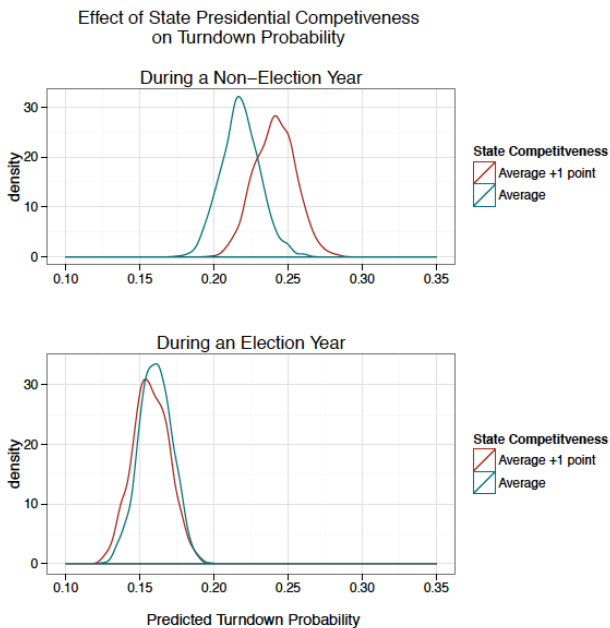 Effect of State Presidential Competiveness
on Turndown Probability
During a Non−Election Year
density
30
20
10
0
0.10 0.15 0.20 0.25 0.30 0.35
State Competitveness
Average +1 point
Average
During an Election Year
density
30
20
10
0
0.10 0.15 0.20 0.25 0.30 0.35
State Competitveness
Average +1 point
Average
Predicted Turndown Probability